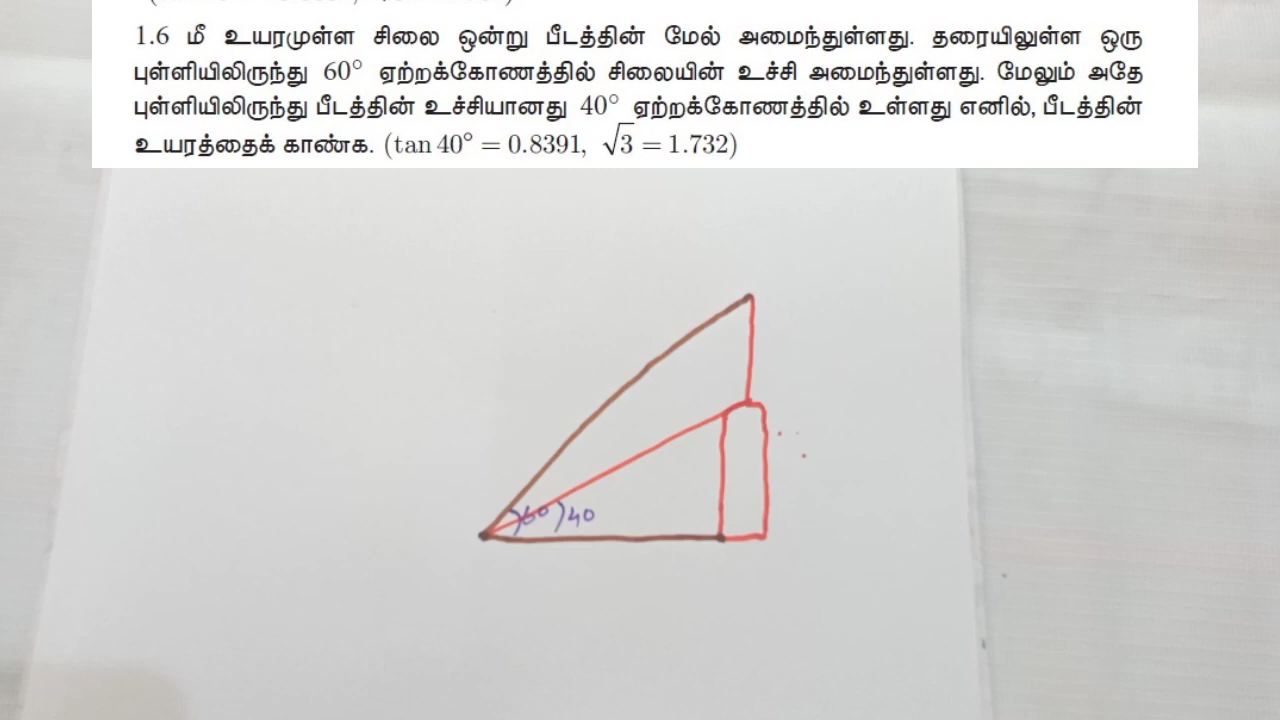 1.6 மீ உயரமுள்ள சிலை ஒன்று பீடத்தின் மேல் அமைந்துள்ளது. தரையிலுள்ள ஒரு
புள்ளியிலிருந்து 60° ஏற்றக்கோணத்தில் சிலையின் உச்சி அமைந்துள்ளது. மேலும் அதே
புள்ளியிலிருந்து பீடத்தின் உச்சியானது 40° ஏற்றக்கோணத்தில் உள்ளது எனில், பீடத்தின்
உயரத்தைக் காண்க. (tan 40° = 0.8391, √3 = 1.732)
60 40